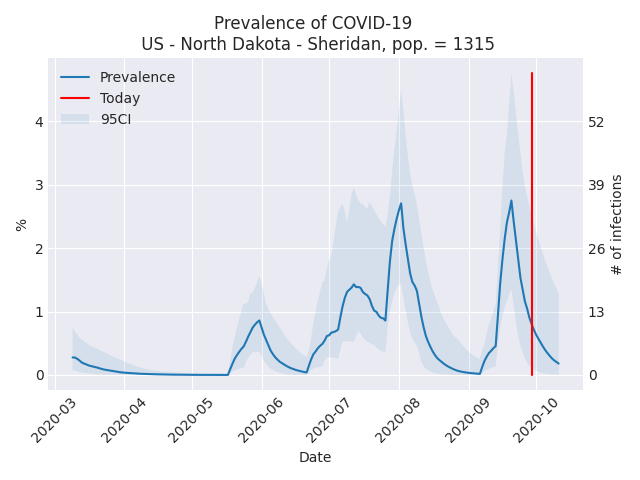 Prevalence of COVID-19
US - North Dakota - Sheridan, pop. = 1315
Prevalence
Today
95CI
%
4
3
2
1
0
# of infections
52
39
26
13
0
2020-03
2020-04
2020-05
2020-06
2020-07
2020-08
2020-09
2020-10
Date